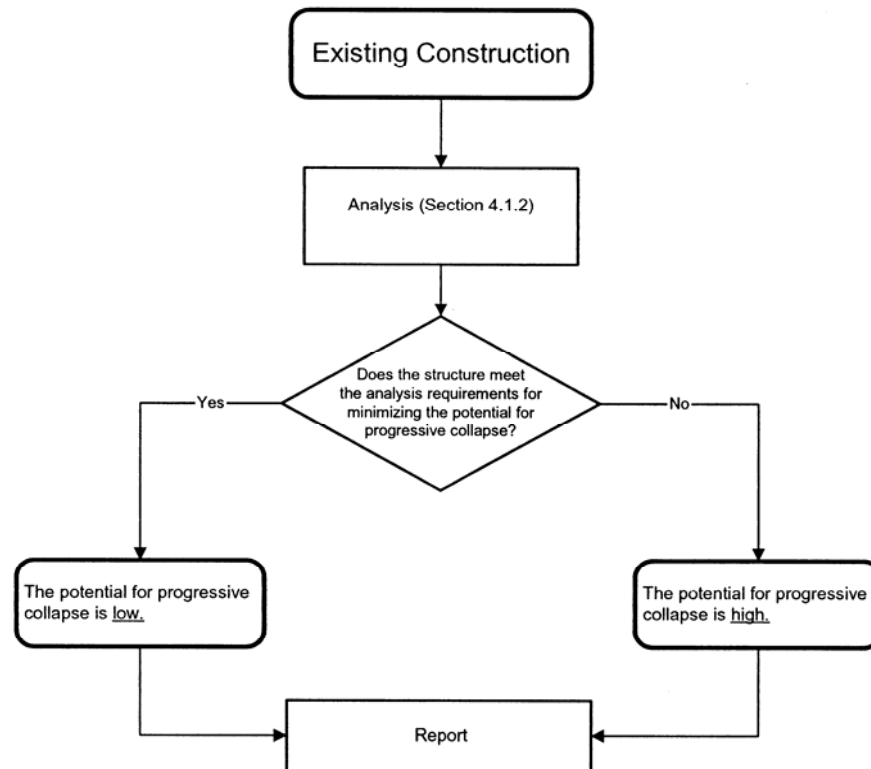 Existing Construction
Analysis (Section 4.1.2)
Does the structure meet
the analysis requirements for
minimizing the potential for
progressive collapse?
Yes
No
The potential for progressive
collapse is low.
The potential for progressive
collapse is high.
Report